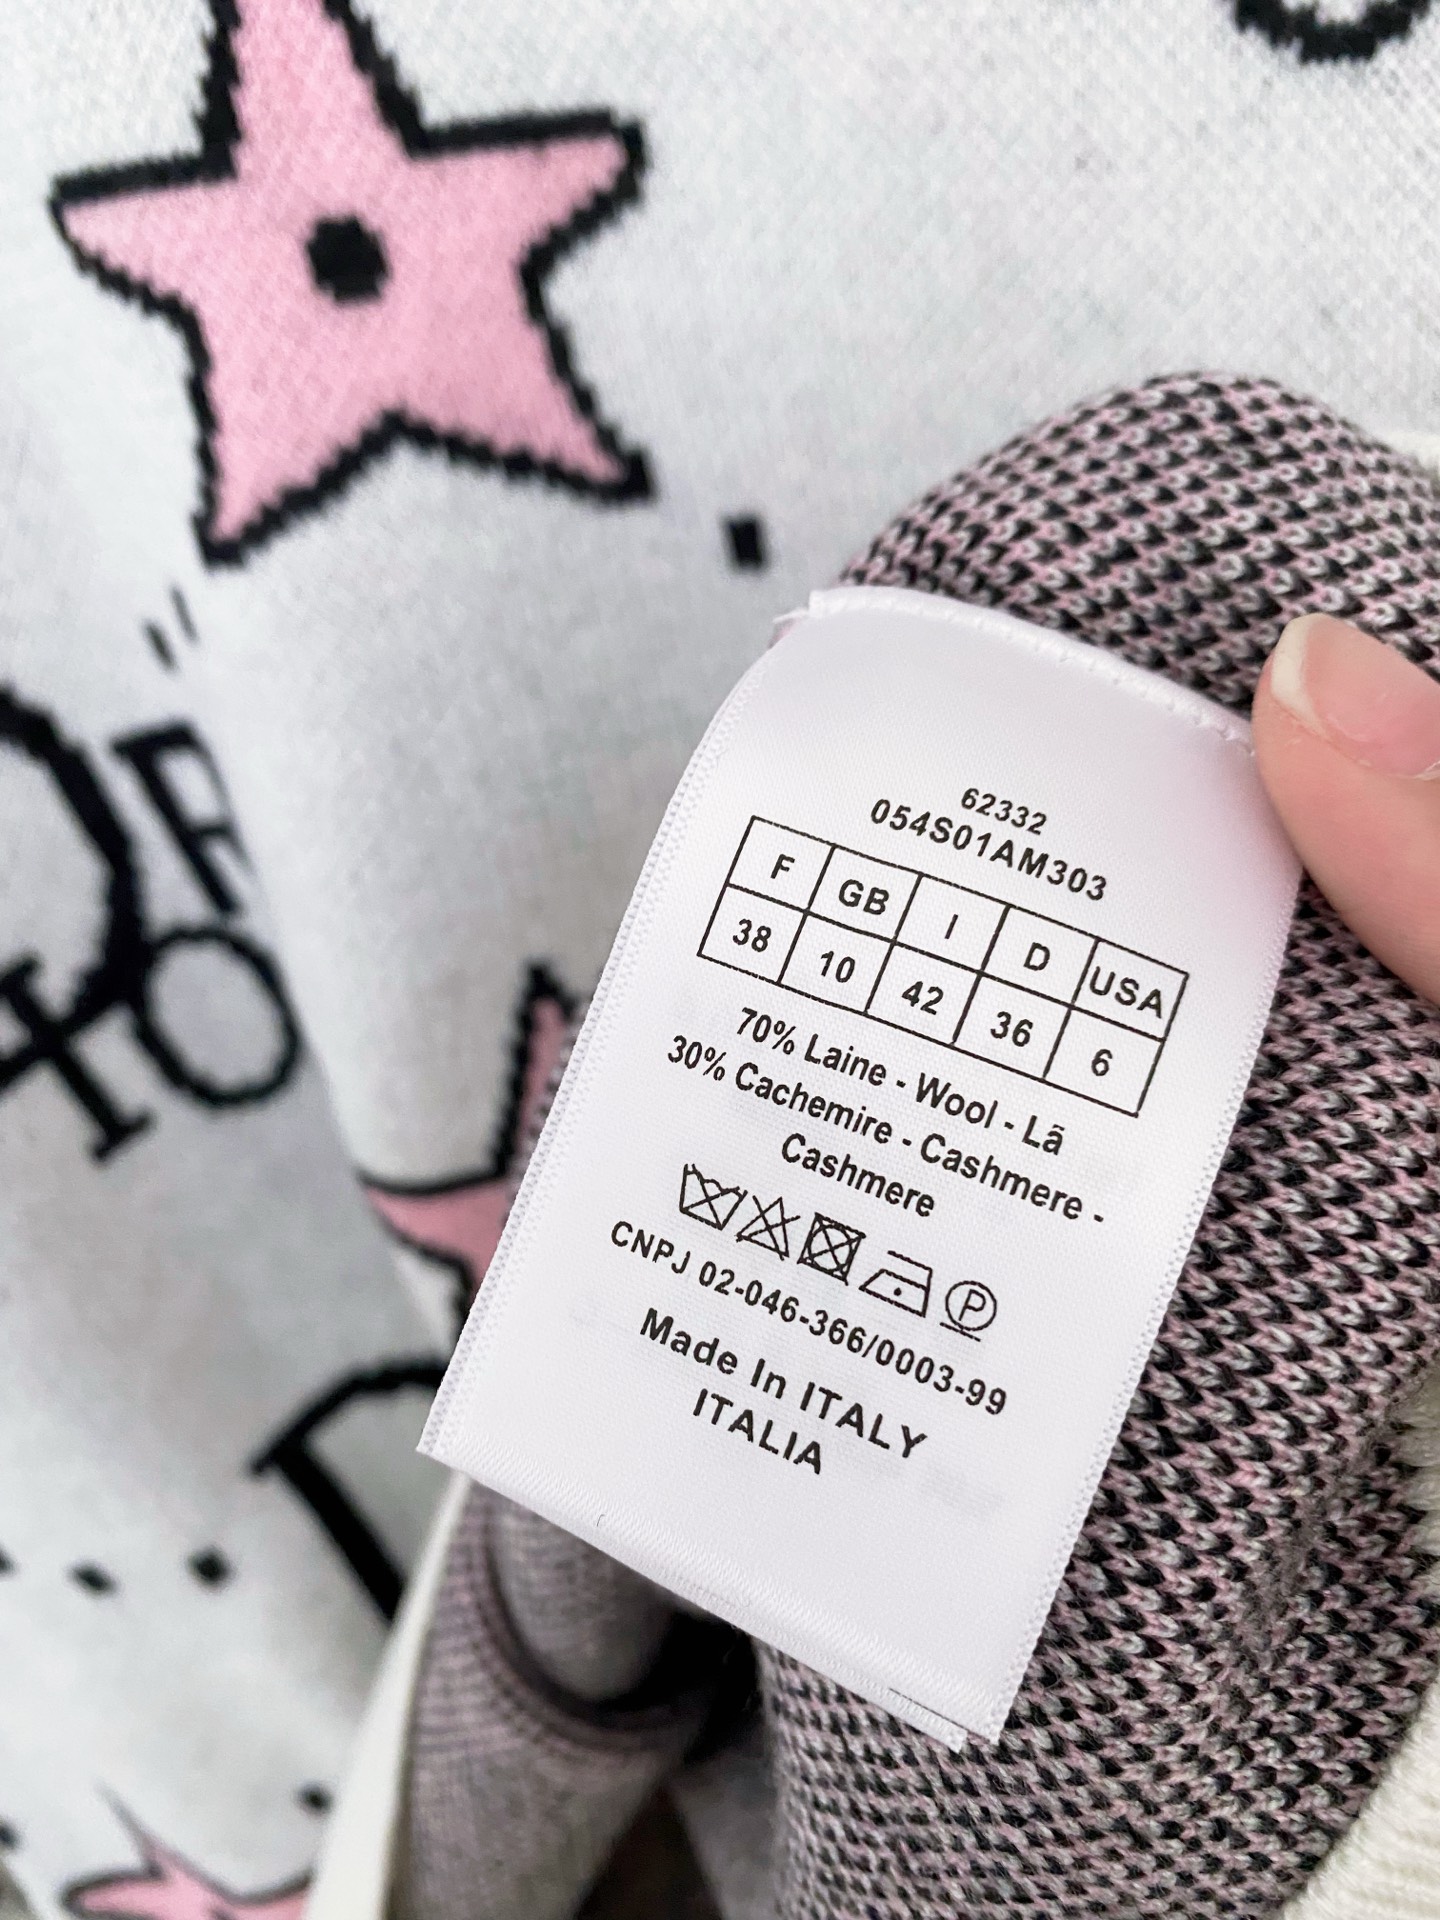 62332
054S01AM303
F GB I D USA
38 10 42 36 6
70% Laine - Wool - Lã
30% Cachemire - Cashmere -
Cashmere
P
CNPJ 02-046-366/0003-99
Made In ITALY
ITALIA